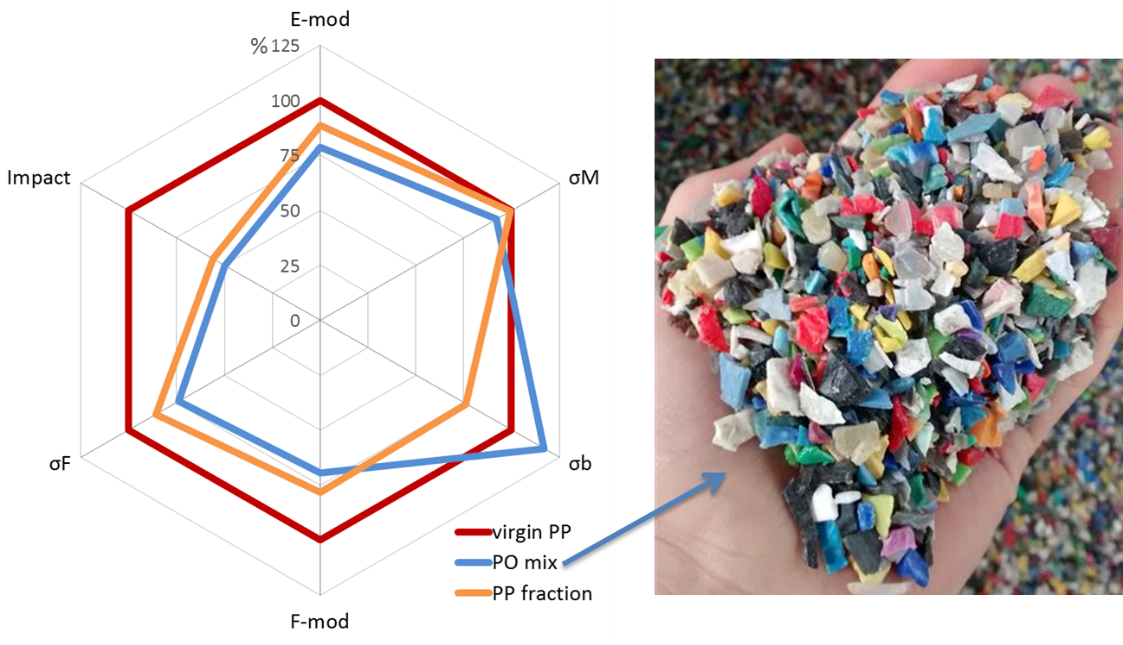 E-mod
% 125
100
75
50
25
0
Impact
σM
σF
σb
F-mod
virgin PP
PO mix
PP fraction